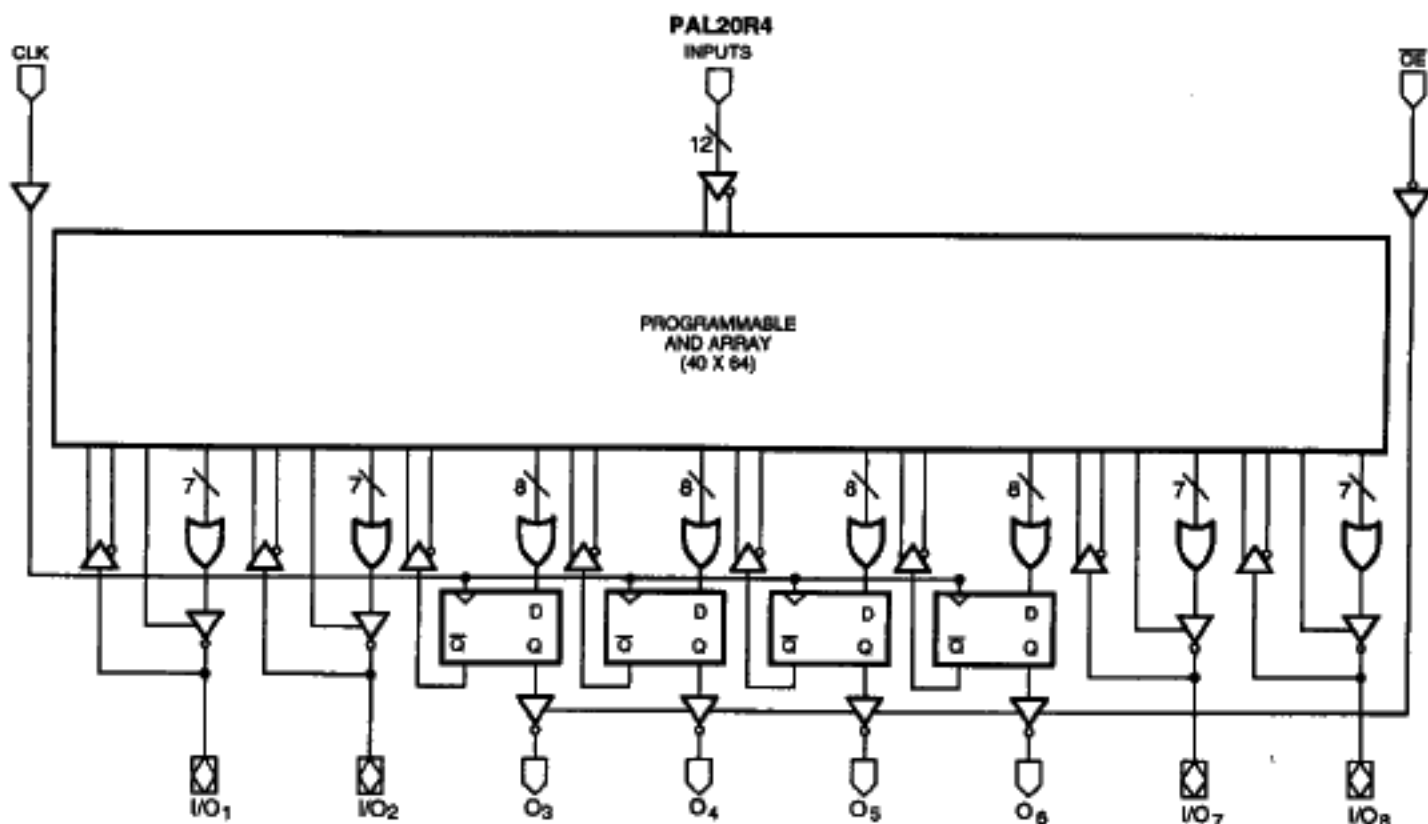 PAL20R4
CLK
INPUTS
O̅E̅
12
PROGRAMMABLE
AND ARRAY
(40 X 64)
7 7 8 8 8 8 7 7
D D D D
Q̅ Q Q̅ Q Q̅ Q Q̅ Q
I/O1 I/O2 O3 O4 O5 O6 I/O7 I/O8